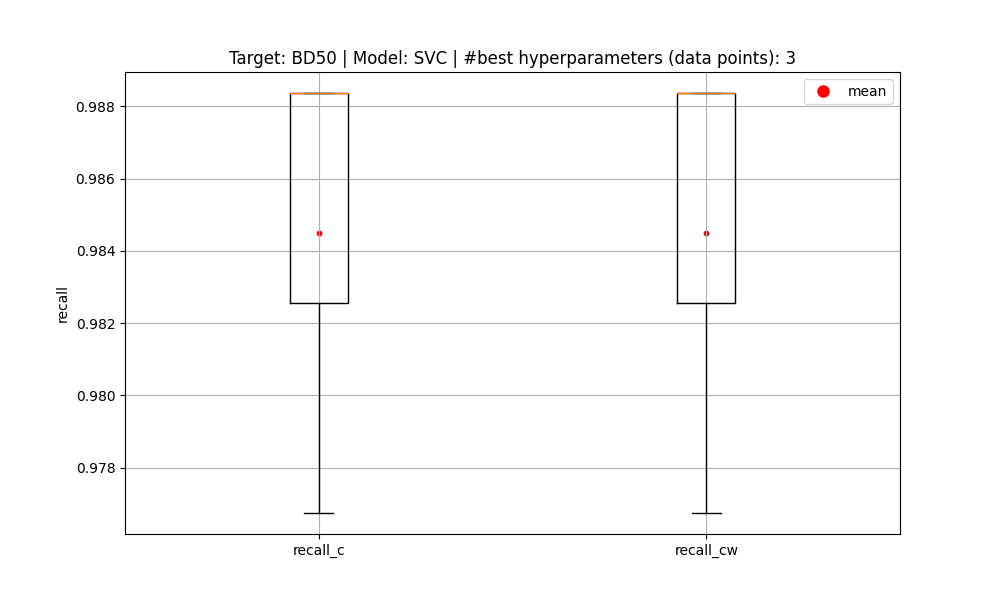 Target: BD50 | Model: SVC | #best hyperparameters (data points): 3
mean
0.988
0.986
0.984
0.982
0.980
0.978
recall
recall_c
recall_cw